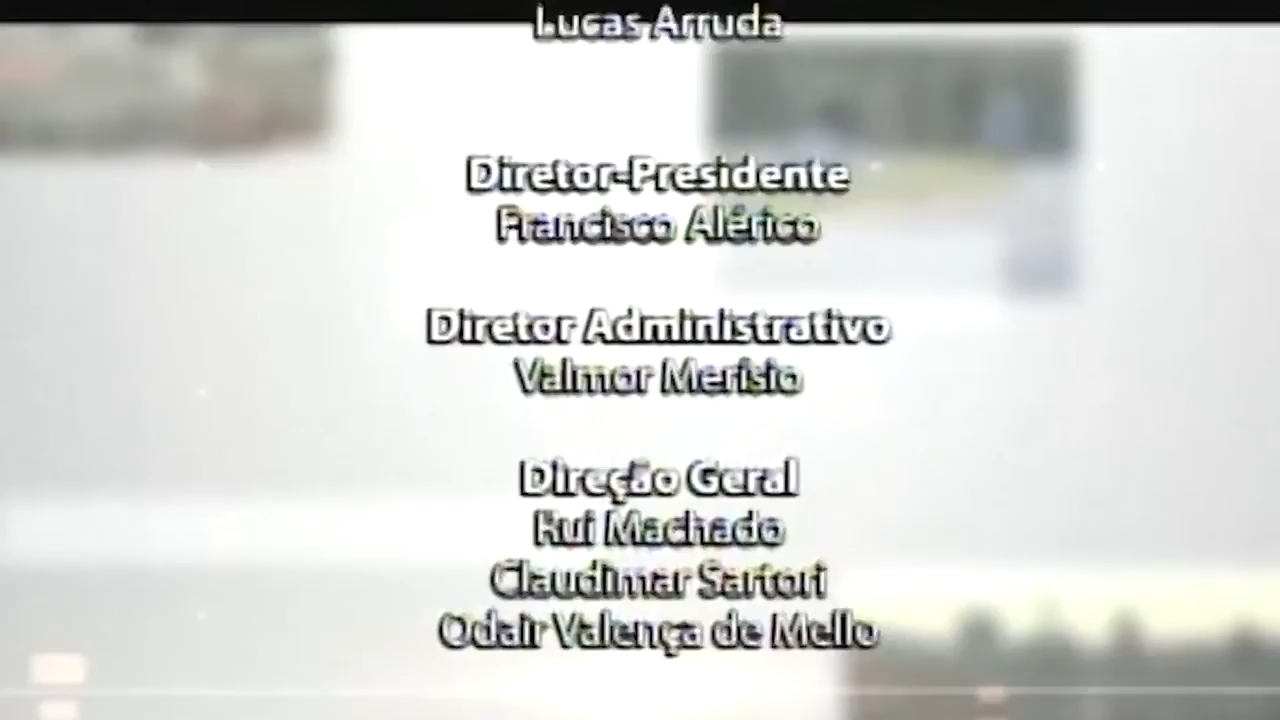 Lucas Arruda
Diretor-Presidente
Francisco Alérico
Diretor Administrativo
Valmor Merísio
Direção Geral
Rui Machado
Claudimar Sartori
Odair Valença de Mello